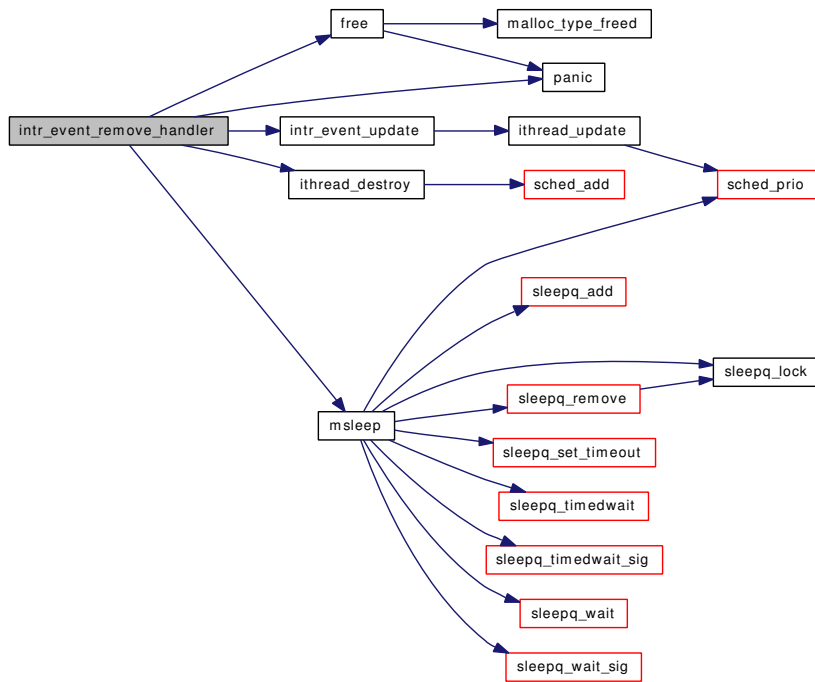 free
malloc_type_freed
panic
intr_event_remove_handler
intr_event_update
ithread_update
ithread_destroy
sched_add
sched_prio
sleepq_add
sleepq_lock
sleepq_remove
msleep
sleepq_set_timeout
sleepq_timedwait
sleepq_timedwait_sig
sleepq_wait
sleepq_wait_sig